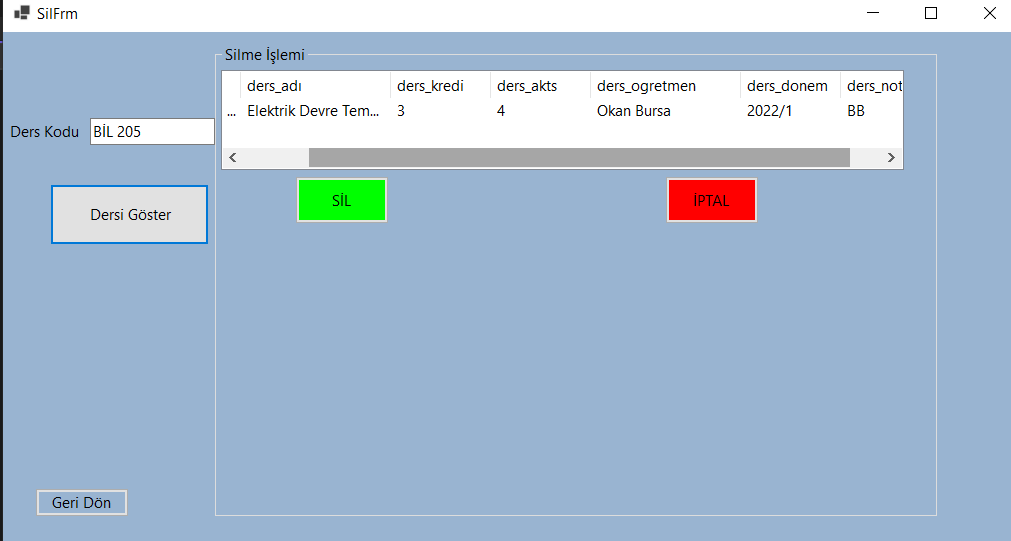 SilFrm
Silme İşlemi
ders_adı ders_kredi ders_akts ders_ogretmen ders_donem ders_not
... Elektrik Devre Tem... 3 4 Okan Bursa 2022/1 BB
Ders Kodu BİL 205
SİL İPTAL
Dersi Göster
Geri Dön